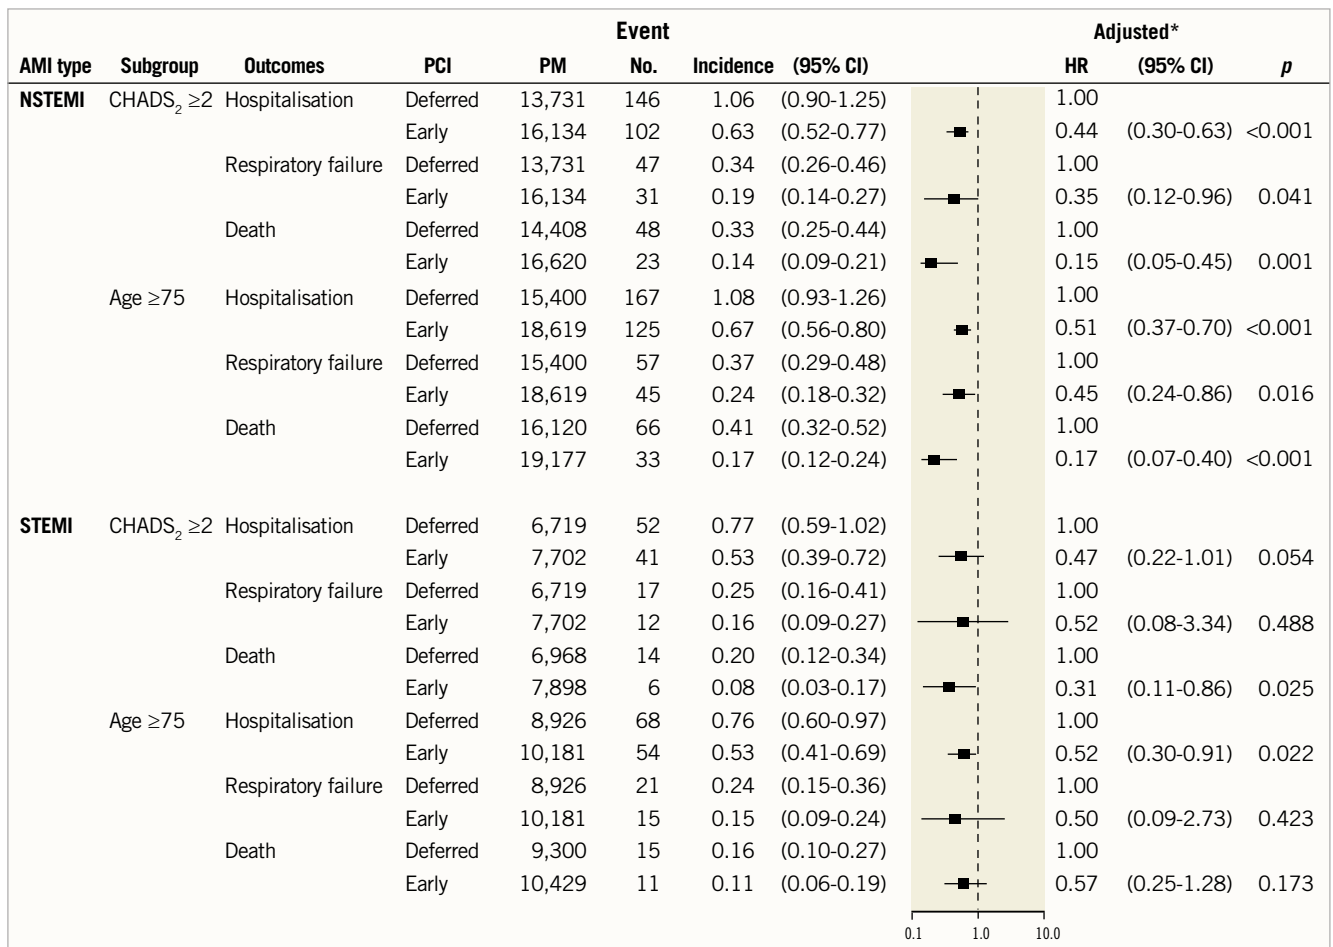 Event Adjusted*
AMI type Subgroup Outcomes PCI PM No. Incidence (95% CI) HR (95% CI) p
NSTEMI CHADS2 ≥2 Hospitalisation Deferred 13,731 146 1.06 (0.90-1.25) 1.00
Early 16,134 102 0.63 (0.52-0.77) 0.44 (0.30-0.63) <0.001
Respiratory failure Deferred 13,731 47 0.34 (0.26-0.46) 1.00
Early 16,134 31 0.19 (0.14-0.27) 0.35 (0.12-0.96) 0.041
Death Deferred 14,408 48 0.33 (0.25-0.44) 1.00
Early 16,620 23 0.14 (0.09-0.21) 0.15 (0.05-0.45) 0.001
Age ≥75 Hospitalisation Deferred 15,400 167 1.08 (0.93-1.26) 1.00
Early 18,619 125 0.67 (0.56-0.80) 0.51 (0.37-0.70) <0.001
Respiratory failure Deferred 15,400 57 0.37 (0.29-0.48) 1.00
Early 18,619 45 0.24 (0.18-0.32) 0.45 (0.24-0.86) 0.016
Death Deferred 16,120 66 0.41 (0.32-0.52) 1.00
Early 19,177 33 0.17 (0.12-0.24) 0.17 (0.07-0.40) <0.001
STEMI CHADS2 ≥2 Hospitalisation Deferred 6,719 52 0.77 (0.59-1.02) 1.00
Early 7,702 41 0.53 (0.39-0.72) 0.47 (0.22-1.01) 0.054
Respiratory failure Deferred 6,719 17 0.25 (0.16-0.41) 1.00
Early 7,702 12 0.16 (0.09-0.27) 0.52 (0.08-3.34) 0.488
Death Deferred 6,968 14 0.20 (0.12-0.34) 1.00
Early 7,898 6 0.08 (0.03-0.17) 0.31 (0.11-0.86) 0.025
Age ≥75 Hospitalisation Deferred 8,926 68 0.76 (0.60-0.97) 1.00
Early 10,181 54 0.53 (0.41-0.69) 0.52 (0.30-0.91) 0.022
Respiratory failure Deferred 8,926 21 0.24 (0.15-0.36) 1.00
Early 10,181 15 0.15 (0.09-0.24) 0.50 (0.09-2.73) 0.423
Death Deferred 9,300 15 0.16 (0.10-0.27) 1.00
Early 10,429 11 0.11 (0.06-0.19) 0.57 (0.25-1.28) 0.173
0.1 1.0 10.0